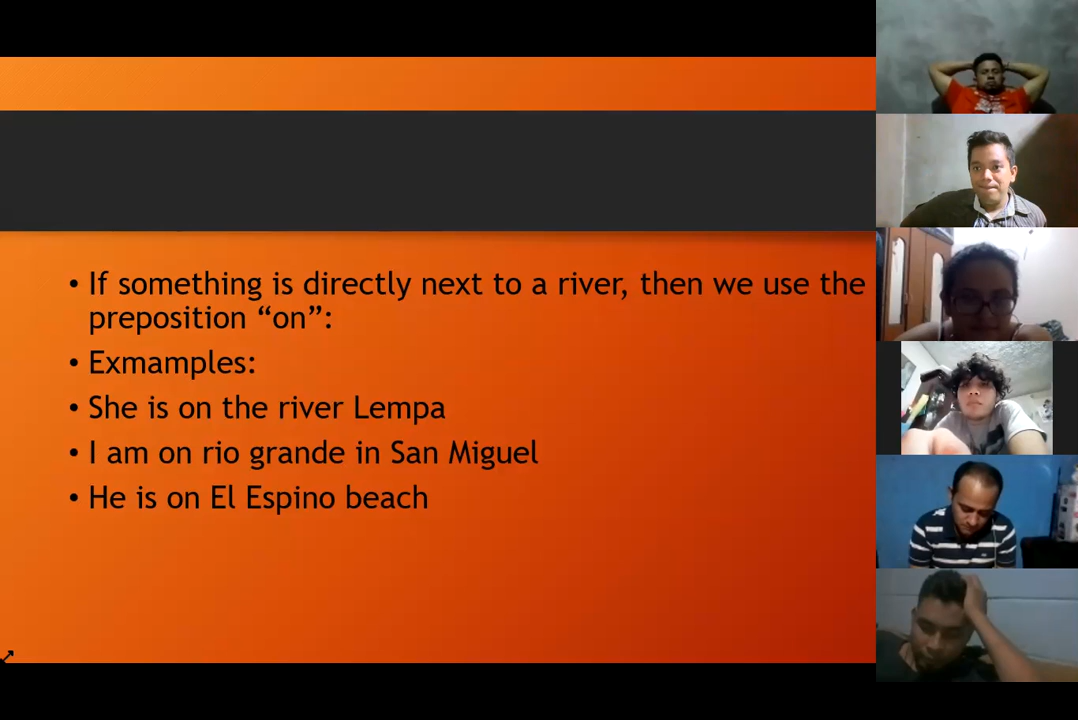 • If something is directly next to a river, then we use the
preposition “on”:
• Exmamples:
• She is on the river Lempa
• I am on rio grande in San Miguel
• He is on El Espino beach